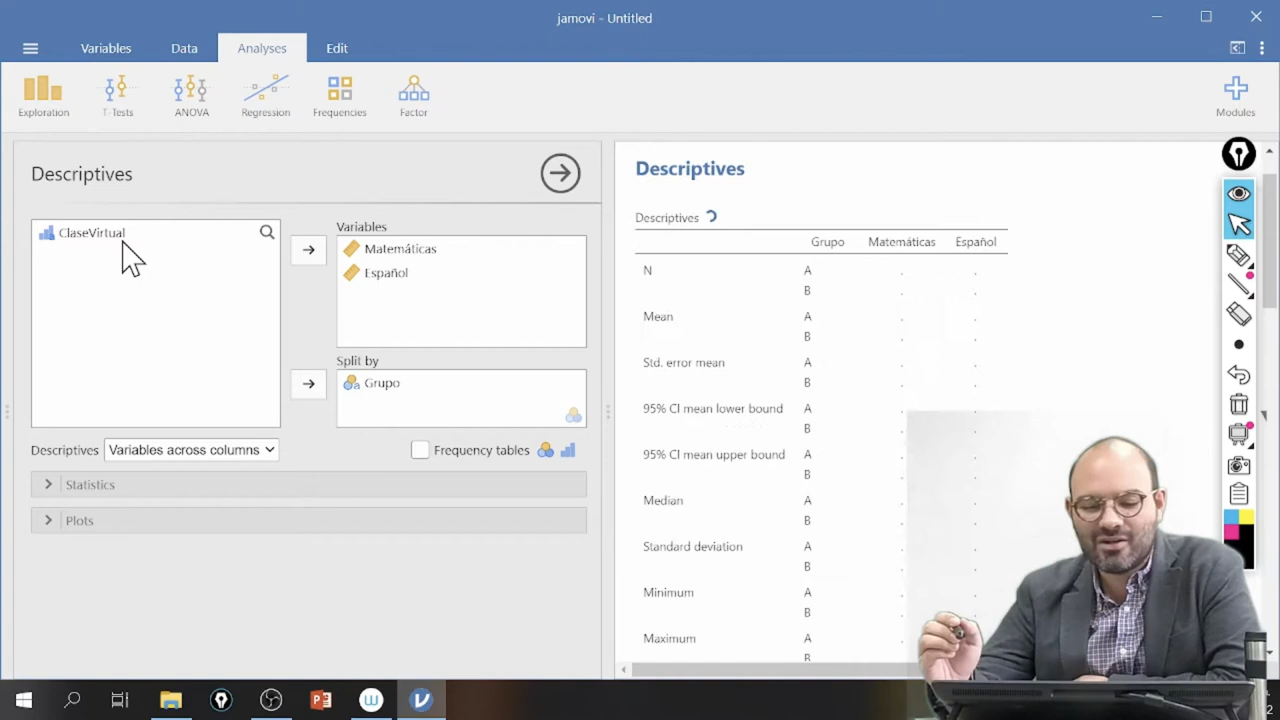 jamovi – Untitled
Variables Data Analyses Edit
Exploration T-Tests ANOVA Regression Frequencies Factor Modules
Descriptives
ClaseVirtual
Variables
Matemáticas
Español
Split by
Grupo
Descriptives Variables across columns Frequency tables
Statistics
Plots
Descriptives
Descriptives
Grupo Matemáticas Español
N A . .
B . .
Mean A . .
B . .
Std. error mean A . .
B . .
95% CI mean lower bound A . .
B . .
95% CI mean upper bound A . .
B . .
Median A . .
B . .
Standard deviation A . .
B . .
Minimum A . .
B . .
Maximum A . .
B